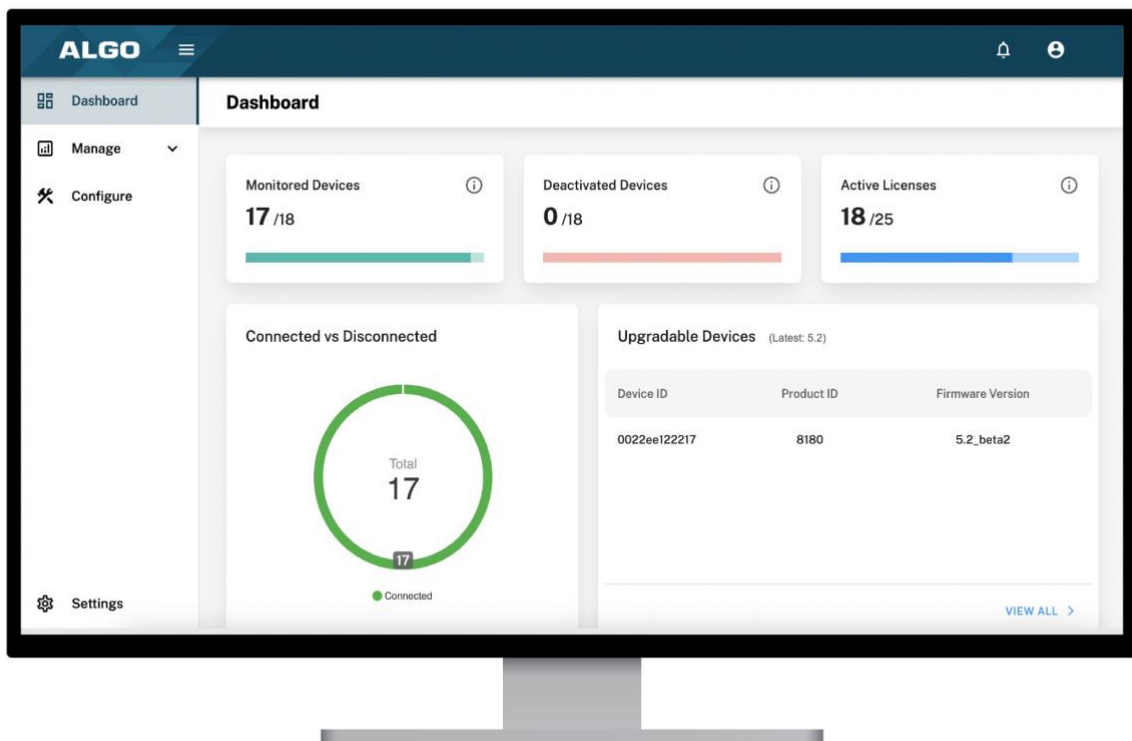 ALGO
Dashboard
Manage
Configure
Settings
Dashboard
Monitored Devices
17 /18
Deactivated Devices
0 /18
Active Licenses
18 /25
Connected vs Disconnected
Total
17
17
Connected
Upgradable Devices (Latest: 5.2)
Device ID Product ID Firmware Version
0022ee122217 8180 5.2_beta2
VIEW ALL >